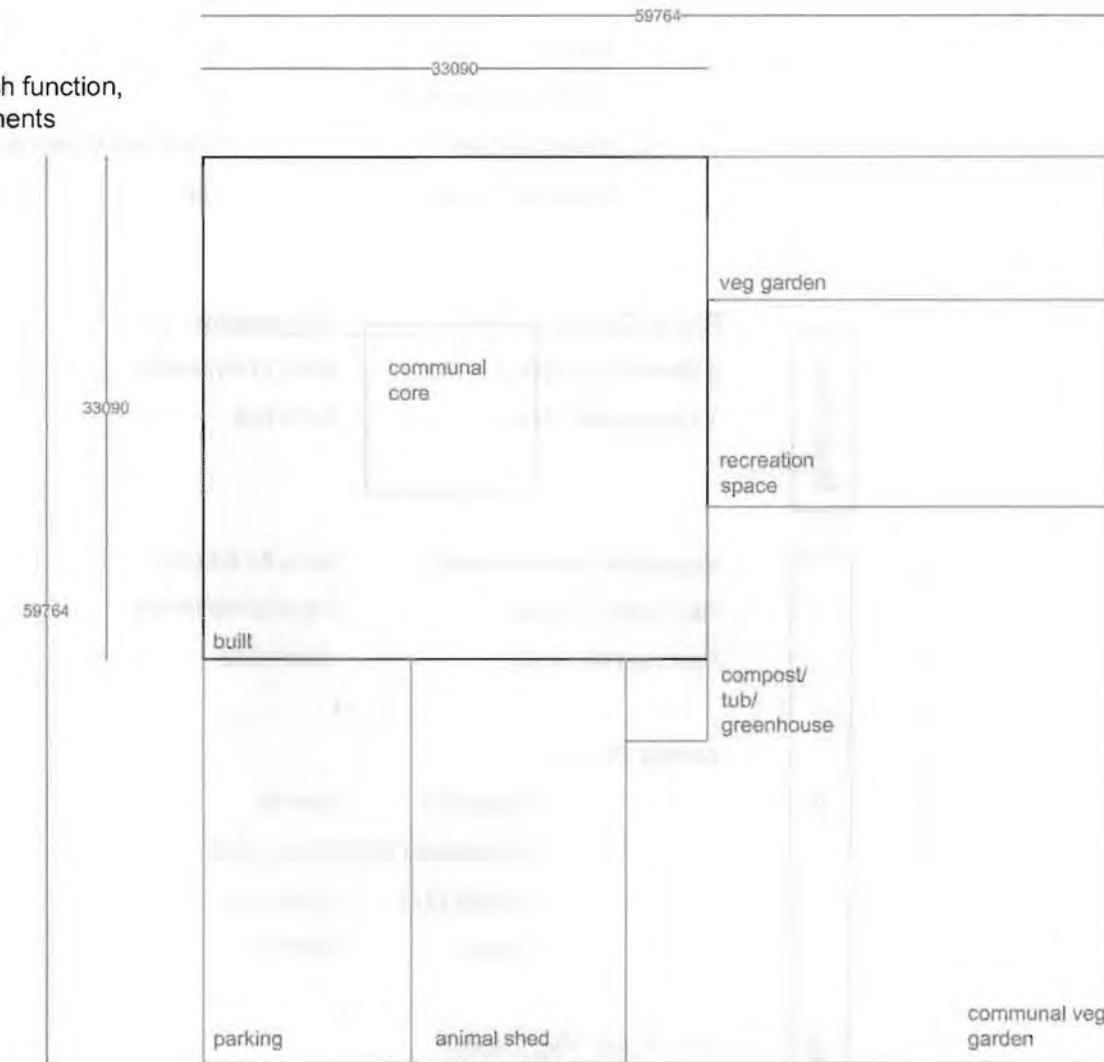 59764
33090
h function,
nents
veg garden
communal
core
33090
recreation
space
59764
built
compost/
tub/
greenhouse
parking
animal shed
communal veg
garden